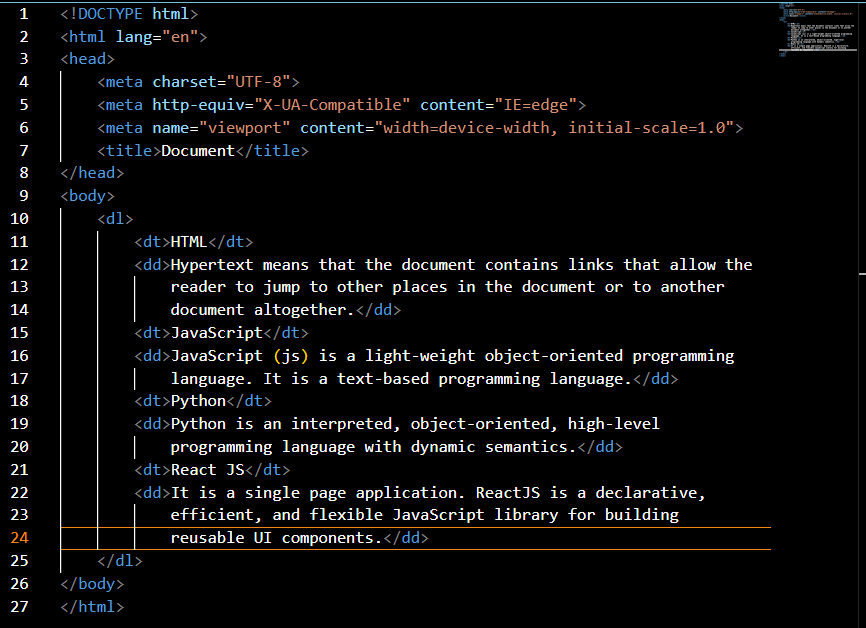 1 <!DOCTYPE html>
2 <html lang="en">
3 <head>
4 <meta charset="UTF-8">
5 <meta http-equiv="X-UA-Compatible" content="IE=edge">
6 <meta name="viewport" content="width=device-width, initial-scale=1.0">
7 <title>Document</title>
8 </head>
9 <body>
10 <dl>
11 <dt>HTML</dt>
12 <dd>Hypertext means that the document contains links that allow the
13 reader to jump to other places in the document or to another
14 document altogether.</dd>
15 <dt>JavaScript</dt>
16 <dd>JavaScript (js) is a light-weight object-oriented programming
17 language. It is a text-based programming language.</dd>
18 <dt>Python</dt>
19 <dd>Python is an interpreted, object-oriented, high-level
20 programming language with dynamic semantics.</dd>
21 <dt>React JS</dt>
22 <dd>It is a single page application. ReactJS is a declarative,
23 efficient, and flexible JavaScript library for building
24 reusable UI components.</dd>
25 </dl>
26 </body>
27 </html>